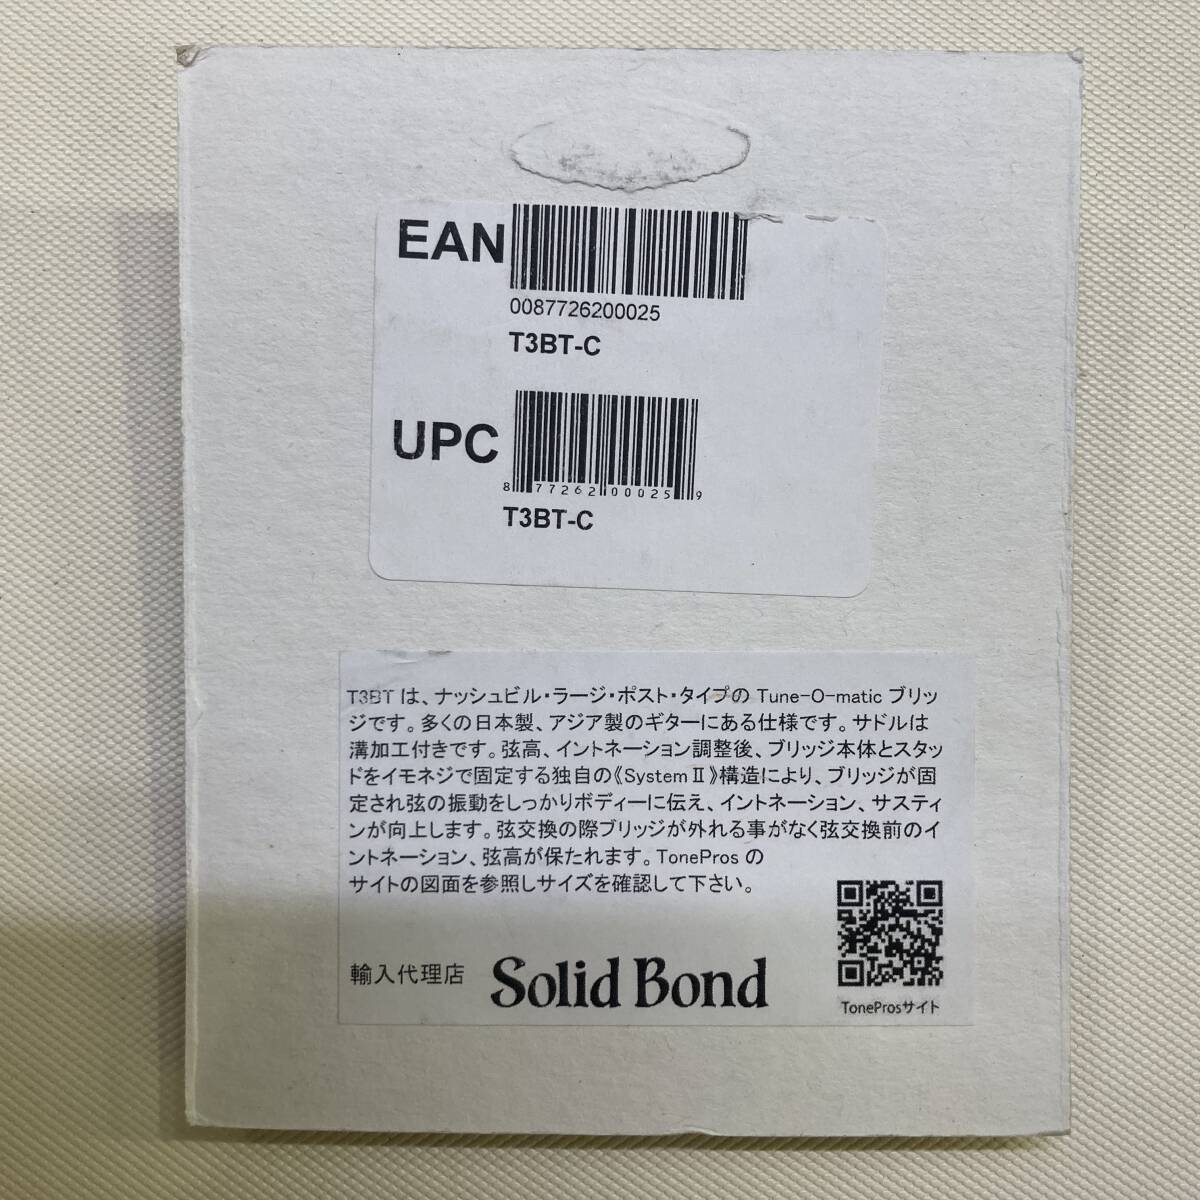 EAN
0087726200025
T3BT-C
UPC
8 77262 00025 9
T3BT-C
T3BT は、ナッシュビル・ラージ・ポスト・タイプの Tune-O-matic ブリッ
ジです。多くの日本製、アジア製のギターにある仕様です。サドルは
溝加工付きです。弦高、イントネーション調整後、ブリッジ本体とスタッ
ドをイモネジで固定する独自の《System Ⅱ》構造により、ブリッジが固
定され弦の振動をしっかりボディーに伝え、イントネーション、サスティ
ンが向上します。弦交換の際ブリッジが外れる事がなく弦交換前のイ
ントネーション、弦高が保たれます。TonePros の
サイトの図面を参照しサイズを確認して下さい。
輸入代理店 Solid Bond
ToneProsサイト